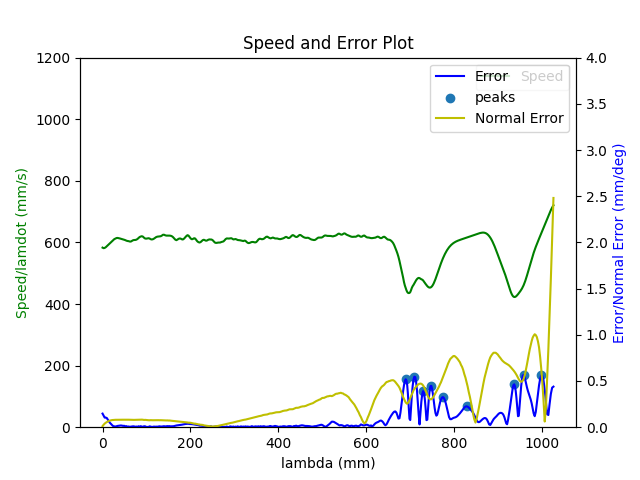 Speed and Error Plot
1200
1000
800
600
400
200
0
Speed/lamdot (mm/s)
4.0
3.5
3.0
2.5
2.0
1.5
1.0
0.5
0.0
Error/Normal Error (mm/deg)
Speed
Error
peaks
Normal Error
0 200 400 600 800 1000
lambda (mm)